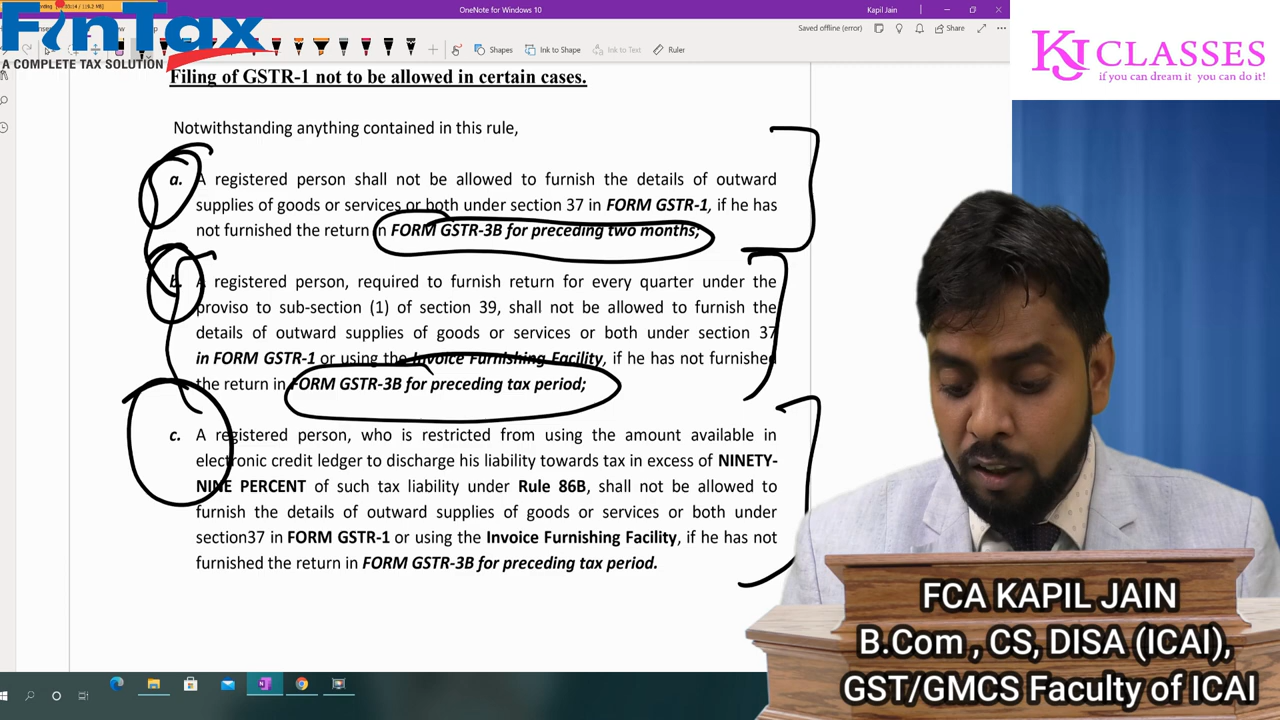 OneNote for Windows 10
Kapil Jain
FinTax
A COMPLETE TAX SOLUTION
Saved offline (error)
Share
Shapes
Ink to Shape
Ink to Text
Ruler
KJ CLASSES
if you can dream it you can do it!
Filing of GSTR-1 not to be allowed in certain cases.
Notwithstanding anything contained in this rule,
a. A registered person shall not be allowed to furnish the details of outward
supplies of goods or services or both under section 37 in FORM GSTR-1, if he has
not furnished the return in FORM GSTR-3B for preceding two months;
b. A registered person, required to furnish return for every quarter under the
proviso to sub-section (1) of section 39, shall not be allowed to furnish the
details of outward supplies of goods or services or both under section 37
in FORM GSTR-1 or using the Invoice Furnishing Facility, if he has not furnished
the return in FORM GSTR-3B for preceding tax period;
c. A registered person, who is restricted from using the amount available in
electronic credit ledger to discharge his liability towards tax in excess of NINETY-
NINE PERCENT of such tax liability under Rule 86B, shall not be allowed to
furnish the details of outward supplies of goods or services or both under
section37 in FORM GSTR-1 or using the Invoice Furnishing Facility, if he has not
furnished the return in FORM GSTR-3B for preceding tax period.
FCA KAPIL JAIN
B.Com , CS, DISA (ICAI),
GST/GMCS Faculty of ICAI